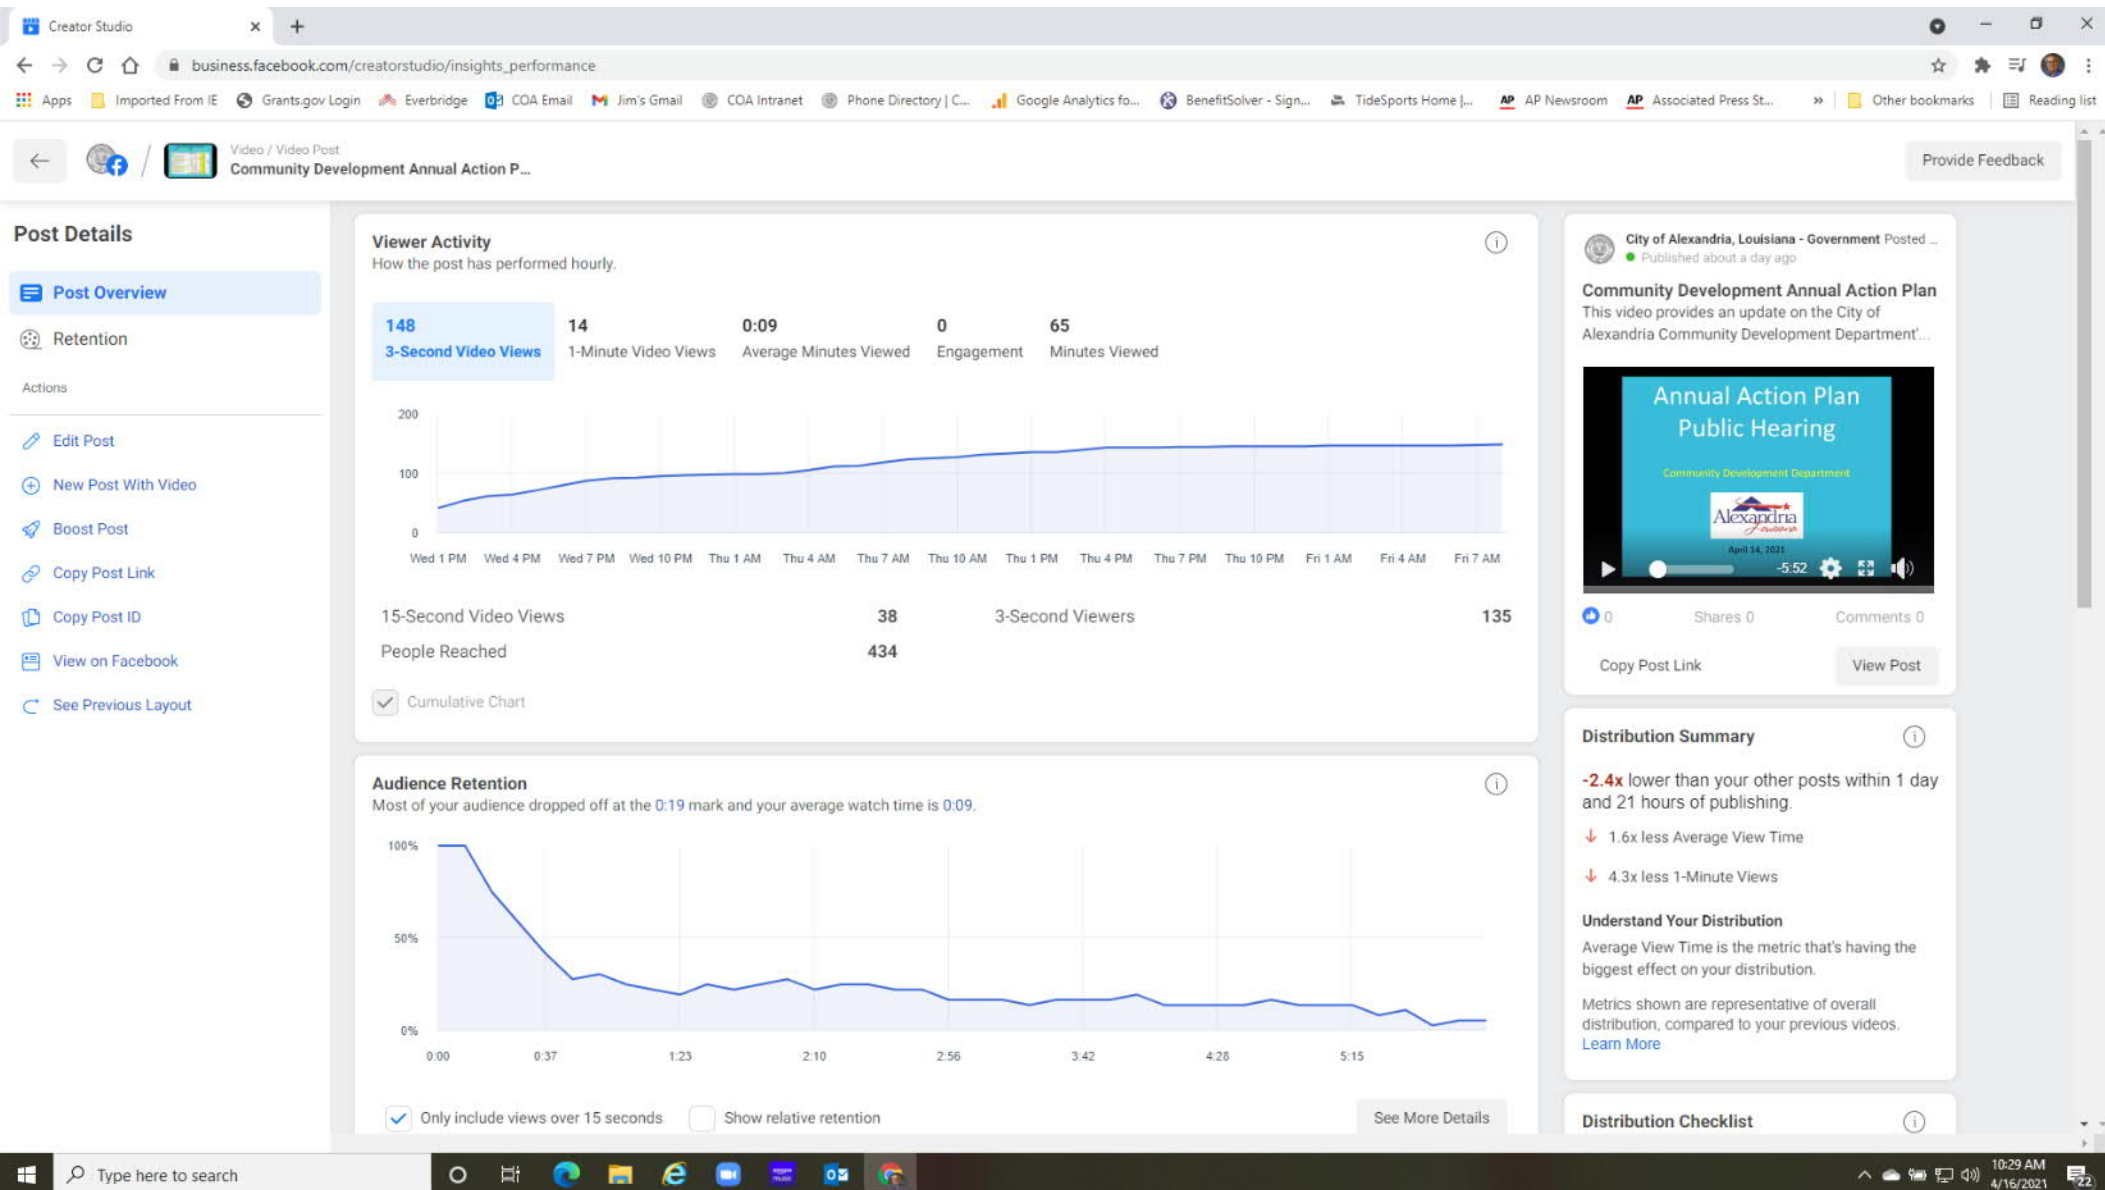 Creator Studio
business.facebook.com/creatorstudio/insights_performance
Apps Imported From IE Grants.gov Login Everbridge COA Email Jim's Gmail COA Intranet Phone Directory | C... Google Analytics fo... BenefitSolver - Sign... TideSports Home |... AP AP Newsroom AP Associated Press St... » Other bookmarks Reading list
Video / Video Post
Community Development Annual Action P...
Provide Feedback
Post Details
Post Overview
Retention
Actions
Edit Post
New Post With Video
Boost Post
Copy Post Link
Copy Post ID
View on Facebook
See Previous Layout
Viewer Activity
How the post has performed hourly.
148 14 0:09 0 65
3-Second Video Views 1-Minute Video Views Average Minutes Viewed Engagement Minutes Viewed
200
100
0
Wed 1 PM Wed 4 PM Wed 7 PM Wed 10 PM Thu 1 AM Thu 4 AM Thu 7 AM Thu 10 AM Thu 1 PM Thu 4 PM Thu 7 PM Thu 10 PM Fri 1 AM Fri 4 AM Fri 7 AM
15-Second Video Views 38 3-Second Viewers 135
People Reached 434
Cumulative Chart
Audience Retention
Most of your audience dropped off at the 0:19 mark and your average watch time is 0:09.
100%
50%
0%
0:00 0:37 1:23 2:10 2:56 3:42 4:28 5:15
Only include views over 15 seconds Show relative retention See More Details
City of Alexandria, Louisiana - Government Posted ...
Published about a day ago
Community Development Annual Action Plan
This video provides an update on the City of
Alexandria Community Development Department'...
Annual Action Plan
Public Hearing
Community Development Department
Alexandria
Louisiana
April 14, 2021
-5:52
0 Shares 0 Comments 0
Copy Post Link View Post
Distribution Summary
-2.4x lower than your other posts within 1 day
and 21 hours of publishing.
1.6x less Average View Time
4.3x less 1-Minute Views
Understand Your Distribution
Average View Time is the metric that's having the
biggest effect on your distribution.
Metrics shown are representative of overall
distribution, compared to your previous videos.
Learn More
Distribution Checklist
Type here to search
10:29 AM
4/16/2021
22